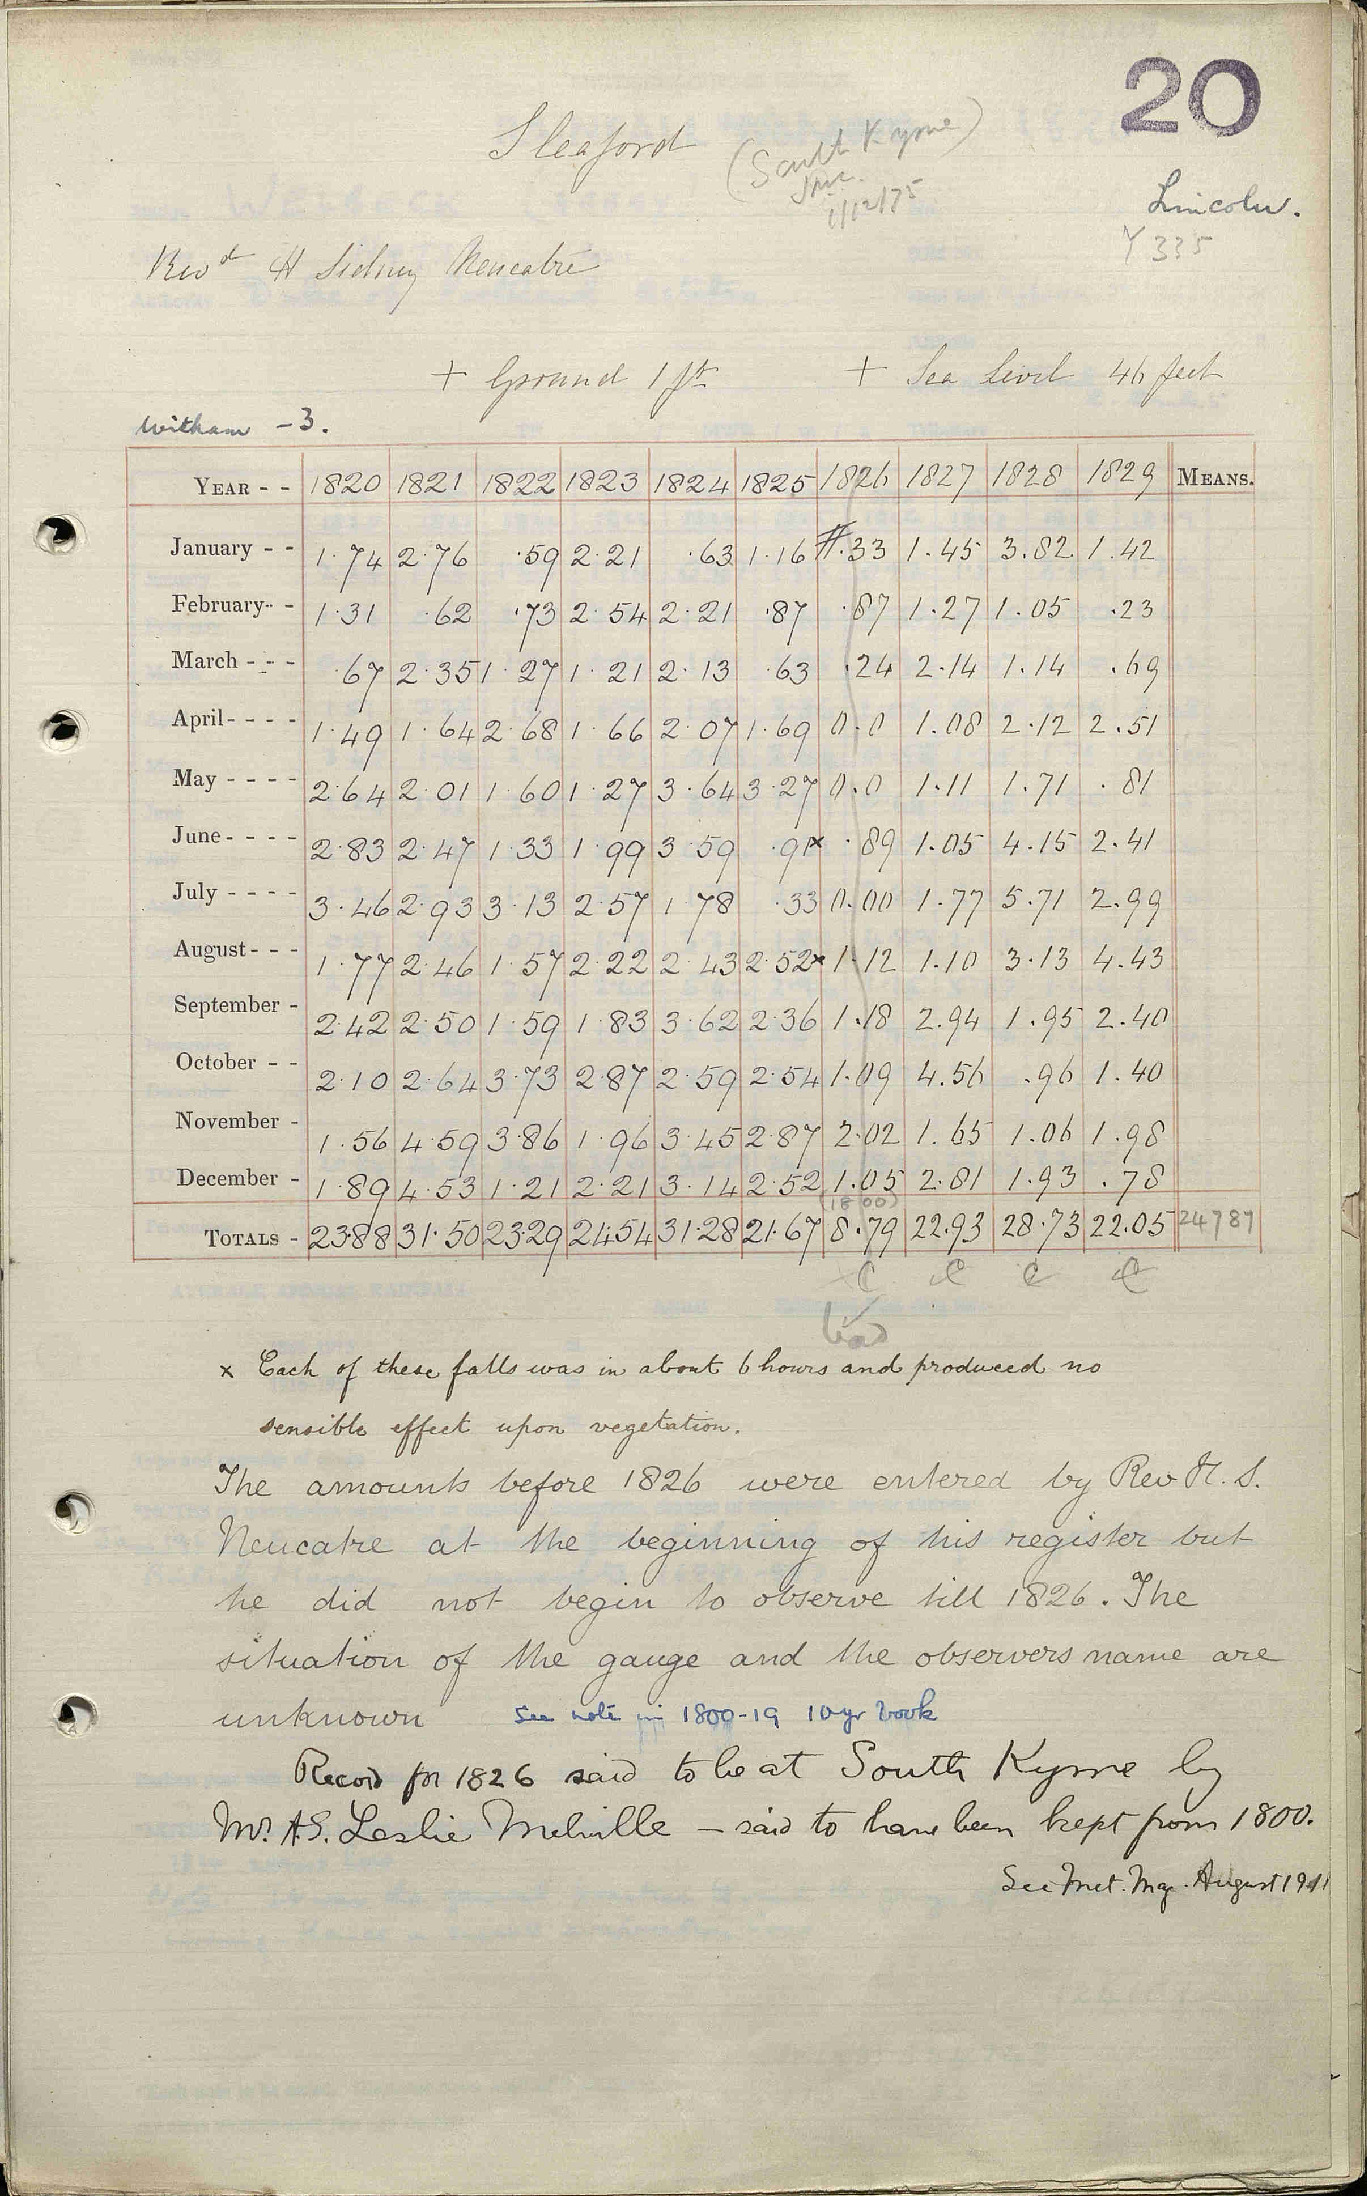 20
Sleaford (South Kyme)
1/12/75
Lincoln.
Y 335
Revd H Sidney Neucatre
+ Ground 1 ft + Sea Level 46 feet
Witham - 3.
YEAR - - 1820 1821 1822 1823 1824 1825 1826 1827 1828 1829 MEANS.
January - - 1.74 2.76 .59 2.21 .63 1.16 #.33 1.45 3.82 1.42
February - - 1.31 .62 .73 2.54 2.21 .87 .87 1.27 1.05 .23
March - - - .67 2.35 1.27 1.21 2.13 .63 .24 2.14 1.14 .69
April - - - - 1.49 1.64 2.68 1.66 2.07 1.69 0.0 1.08 2.12 2.51
May - - - - 2.64 2.01 1.60 1.27 3.64 3.27 0.0 1.11 1.71 .81
June - - - - 2.83 2.47 1.33 1.99 3.59 .91 x .89 1.05 4.15 2.41
July - - - - 3.46 2.93 3.13 2.57 1.78 .33 0.00 1.77 5.71 2.99
August - - - 1.77 2.46 1.57 2.22 2.43 2.52 x 1.12 1.10 3.13 4.43
September - 2.42 2.50 1.59 1.83 3.62 2.36 1.18 2.94 1.95 2.40
October - - 2.10 2.64 3.73 2.87 2.59 2.54 1.09 4.56 .96 1.40
November - 1.56 4.59 3.86 1.96 3.45 2.87 2.02 1.65 1.06 1.98
December - 1.89 4.53 1.21 2.21 3.14 2.52 1.05 2.81 1.93 .78
(18 00)
TOTALS - 23.88 31.50 23.29 24.54 31.28 21.67 8.79 22.93 28.73 22.05 24787
C C C C
bad
x Each of these falls was in about 6 hours and produced no
sensible effect upon vegetation.
The amounts before 1826 were entered by Rev H. S.
Neucatre at the beginning of his register but
he did not begin to observe till 1826. The
situation of the gauge and the observers name are
unknown see note in 1800-19 10yr book
Record for 1826 said to be at South Kyme by
Mr. A.S. Leslie Melville - said to have been kept from 1800.
See Met. Mag. August 1911